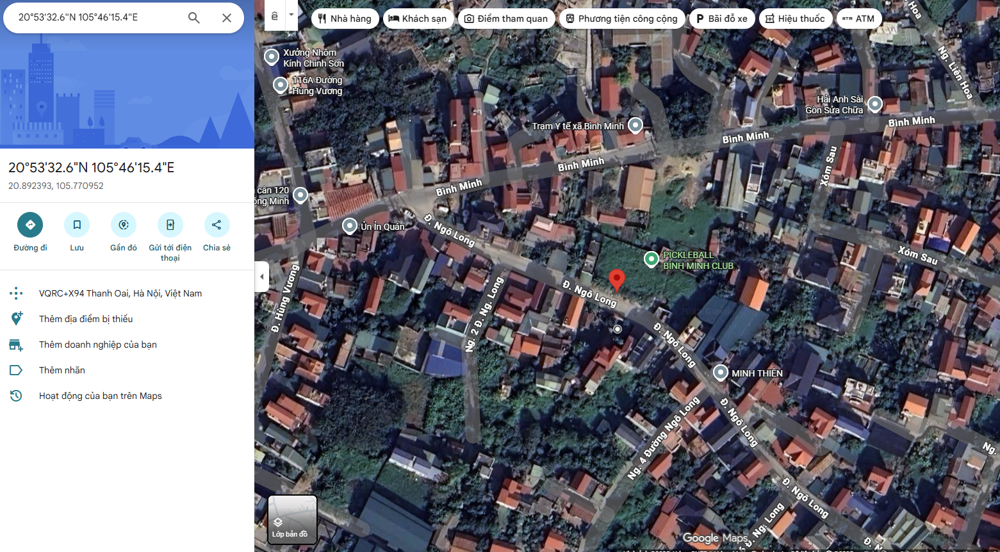 20°53'32.6"N 105°46'15.4"E
ê
Nhà hàng
Khách sạn
Điểm tham quan
Phương tiện công cộng
Bãi đỗ xe
Hiệu thuốc
ATM
20°53'32.6"N 105°46'15.4"E
20.892393, 105.770952
Đường đi
Lưu
Gần đó
Gửi tới điện
thoại
Chia sẻ
VQRC+X94 Thanh Oai, Hà Nội, Việt Nam
Thêm địa điểm bị thiếu
Thêm doanh nghiệp của bạn
Thêm nhãn
Hoạt động của bạn trên Maps
Xưởng Nhôm
Kính Chính Sơn
116A Đường
Hùng Vương
Trạm Y tế xã Bình Minh
Hải Anh Sài
Gòn Sửa Chữa
Ng. Liên Hoa
Hoa
Bình Minh
Bình Minh
Bình Minh
Bình Minh
Xóm Sau
Xóm Sau
cân 120
Ủn Ỉn Quán
Đ. Ngô Long
Đ. Hùng Vương
PICKLEBALL
BÌNH MINH CLUB
Đ. Ngô Long
Ng. 2 Đ. Ng. Long
Đ. Ngô Long
MINH THIÊN
Đ. Ngô Long
Ng. 4 Đường Ngô Long
Ng.
Đ. Ngô Long
Đ. Ng. Long
Lớp bản đồ
Google Maps